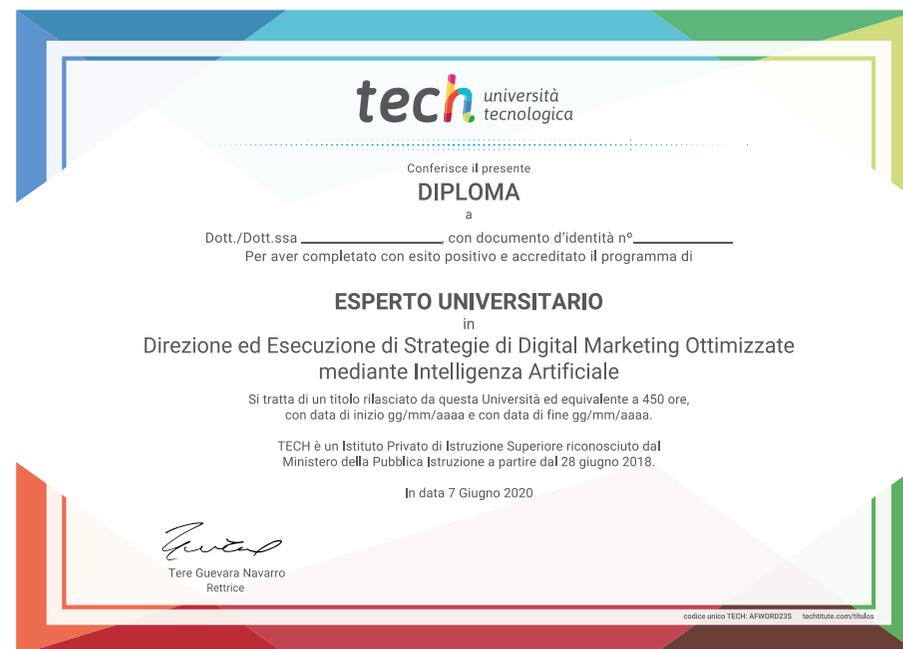 tech università
tecnologica
Conferisce il presente
DIPLOMA
a
Dott./Dott.ssa ________________, con documento d'identità nº____________
Per aver completato con esito positivo e accreditato il programma di
ESPERTO UNIVERSITARIO
in
Direzione ed Esecuzione di Strategie di Digital Marketing Ottimizzate
mediante Intelligenza Artificiale
Si tratta di un titolo rilasciato da questa Università ed equivalente a 450 ore,
con data di inizio gg/mm/aaaa e con data di fine gg/mm/aaaa.
TECH è un Istituto Privato di Istruzione Superiore riconosciuto dal
Ministero della Pubblica Istruzione a partire dal 28 giugno 2018.
In data 7 Giugno 2020
Tere Guevara Navarro
Rettrice
codice unico TECH: AFWORD23S techtitute.com/titulos